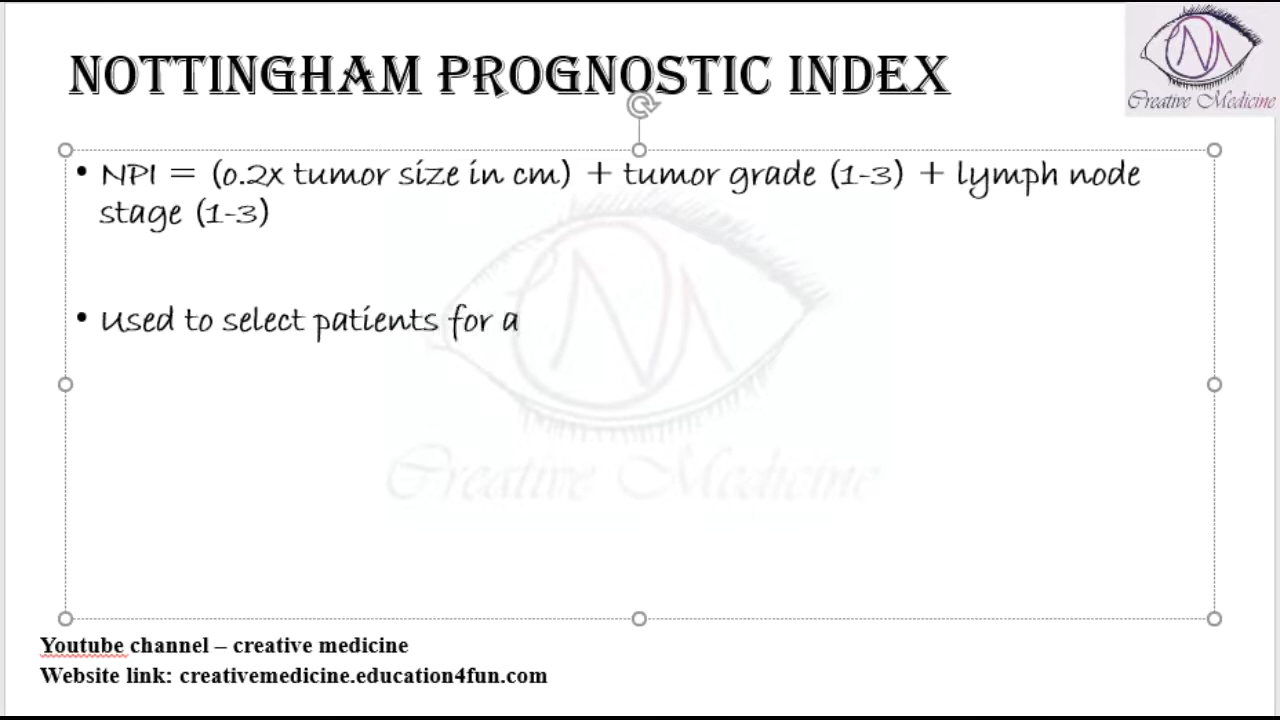 NOTTINGHAM PROGNOSTIC INDEX
Creative Medicine
• NPI = (0.2x tumor size in cm) + tumor grade (1-3) + lymph node
stage (1-3)
• Used to select patients for a
Creative Medicine
Youtube channel – creative medicine
Website link: creativemedicine.education4fun.com